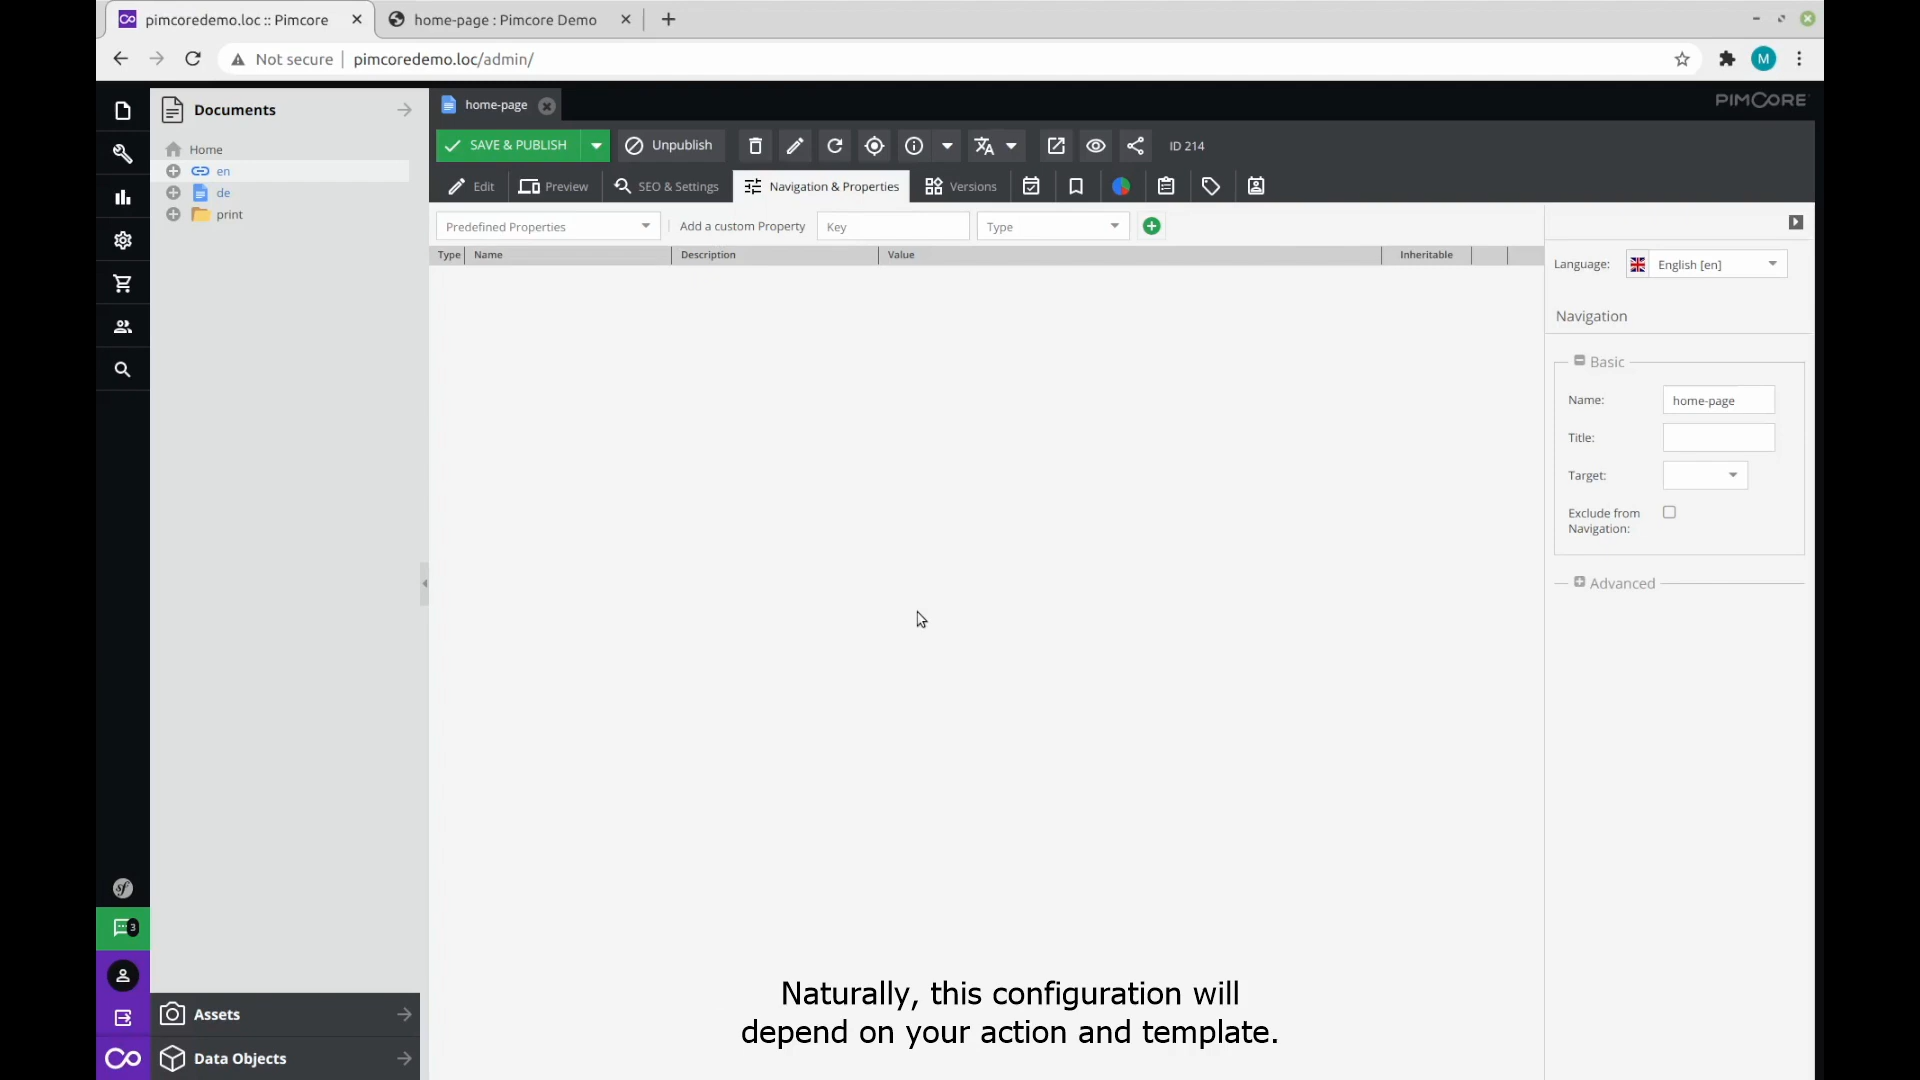 pimcoredemo.loc :: Pimcore
home-page : Pimcore Demo
Not secure
pimcoredemo.loc/admin/
M
Documents
home-page
PIMCORE
SAVE & PUBLISH
Unpublish
ID 214
Home
en
de
print
Edit
Preview
SEO & Settings
Navigation & Properties
Versions
Predefined Properties
Add a custom Property
Key
Type
Type
Name
Description
Value
Inheritable
Language:
English [en]
Navigation
Basic
Name:
home-page
Title:
Target:
Exclude from
Navigation:
Advanced
sf
3
Assets
Data Objects
Naturally, this configuration will
depend on your action and template.